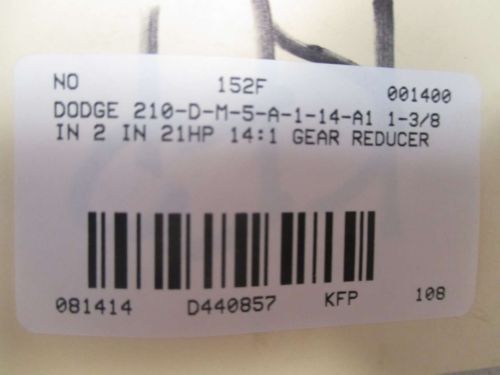 NO 152F 001400
DODGE 210-D-M-5-A-1-14-A1 1-3/8
IN 2 IN 21HP 14:1 GEAR REDUCER
081414 D440857 KFP 108